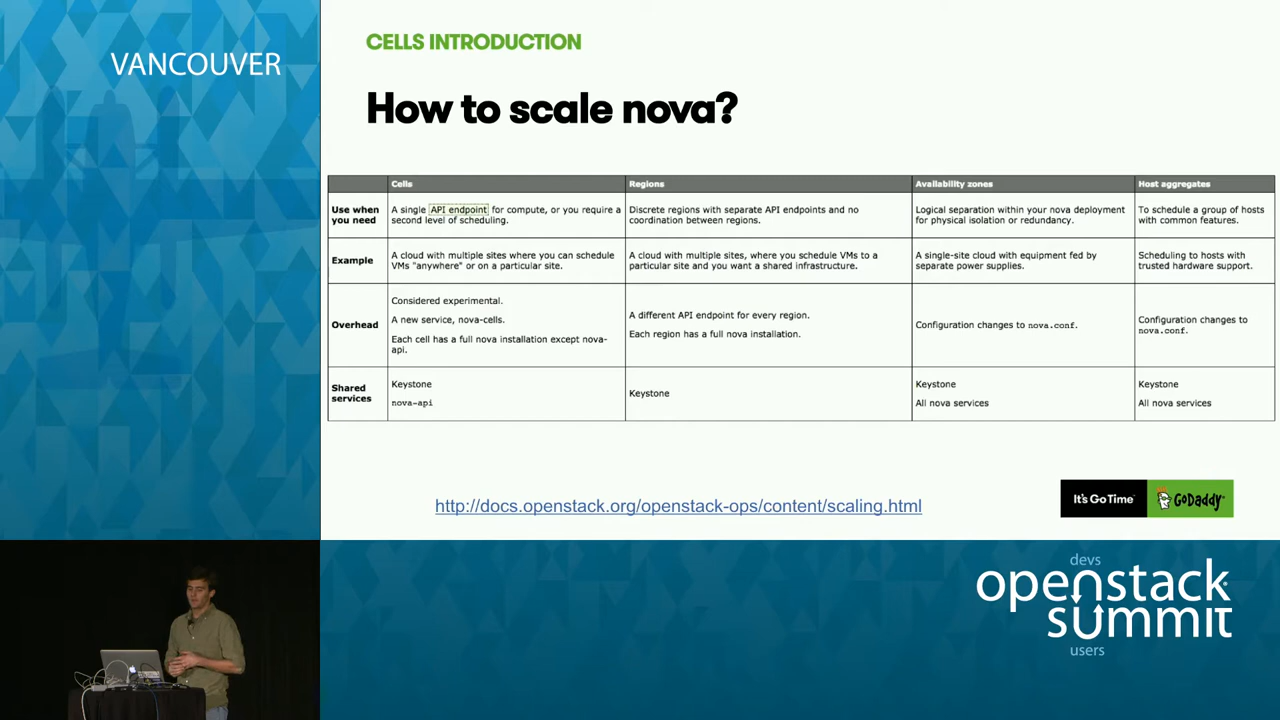 VANCOUVER
CELLS INTRODUCTION
How to scale nova?
Cells
Regions
Availability zones
Host aggregates
Use when
you need
A single API endpoint for compute, or you require a
second level of scheduling.
Discrete regions with separate API endpoints and no
coordination between regions.
Logical separation within your nova deployment
for physical isolation or redundancy.
To schedule a group of hosts
with common features.
Example
A cloud with multiple sites where you can schedule
VMs "anywhere" or on a particular site.
A cloud with multiple sites, where you schedule VMs to a
particular site and you want a shared infrastructure.
A single-site cloud with equipment fed by
separate power supplies.
Scheduling to hosts with
trusted hardware support.
Overhead
Considered experimental.
A new service, nova-cells.
Each cell has a full nova installation except nova-
api.
A different API endpoint for every region.
Each region has a full nova installation.
Configuration changes to nova.conf.
Configuration changes to
nova.conf.
Shared
services
Keystone
nova-api
Keystone
Keystone
All nova services
Keystone
All nova services
http://docs.openstack.org/openstack-ops/content/scaling.html
It's Go Time™
GoDaddy™
devs
openstack
summit
users